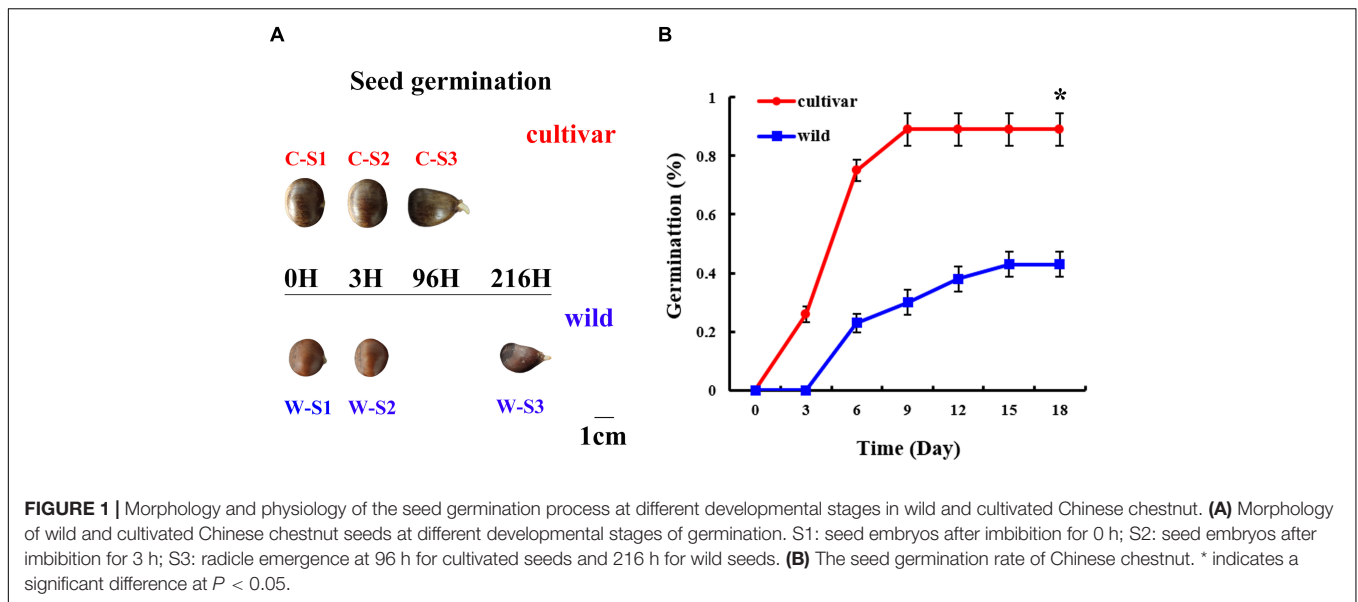 A
Seed germination
cultivar
C-S1 C-S2 C-S3
0H 3H 96H 216H
wild
W-S1 W-S2 W-S3
1cm
B
*
cultivar
wild
1
0.8
0.6
0.4
0.2
0
Germinattion (%)
0 3 6 9 12 15 18
Time (Day)
FIGURE 1 | Morphology and physiology of the seed germination process at different developmental stages in wild and cultivated Chinese chestnut. (A) Morphology
of wild and cultivated Chinese chestnut seeds at different developmental stages of germination. S1: seed embryos after imbibition for 0 h; S2: seed embryos after
imbibition for 3 h; S3: radicle emergence at 96 h for cultivated seeds and 216 h for wild seeds. (B) The seed germination rate of Chinese chestnut. * indicates a
significant difference at P < 0.05.